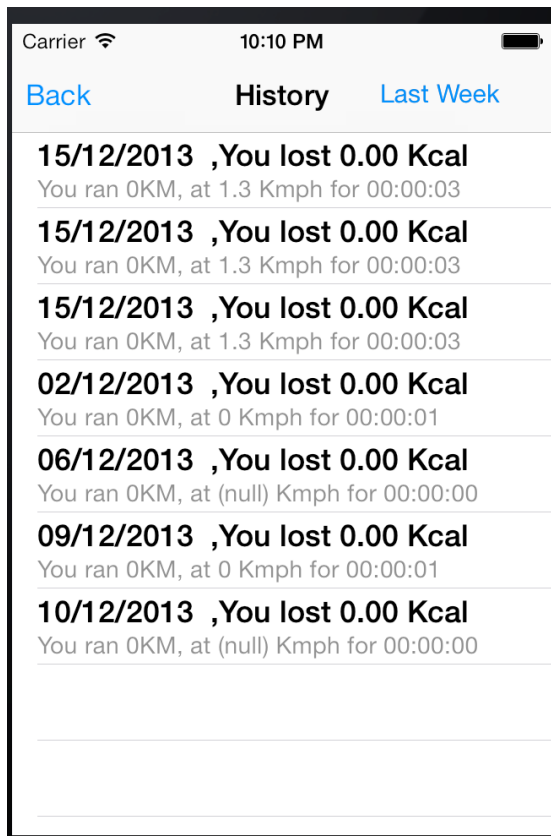 Carrier 10:10 PM
Back History Last Week
15/12/2013 ,You lost 0.00 Kcal
You ran 0KM, at 1.3 Kmph for 00:00:03
15/12/2013 ,You lost 0.00 Kcal
You ran 0KM, at 1.3 Kmph for 00:00:03
15/12/2013 ,You lost 0.00 Kcal
You ran 0KM, at 1.3 Kmph for 00:00:03
02/12/2013 ,You lost 0.00 Kcal
You ran 0KM, at 0 Kmph for 00:00:01
06/12/2013 ,You lost 0.00 Kcal
You ran 0KM, at (null) Kmph for 00:00:00
09/12/2013 ,You lost 0.00 Kcal
You ran 0KM, at 0 Kmph for 00:00:01
10/12/2013 ,You lost 0.00 Kcal
You ran 0KM, at (null) Kmph for 00:00:00